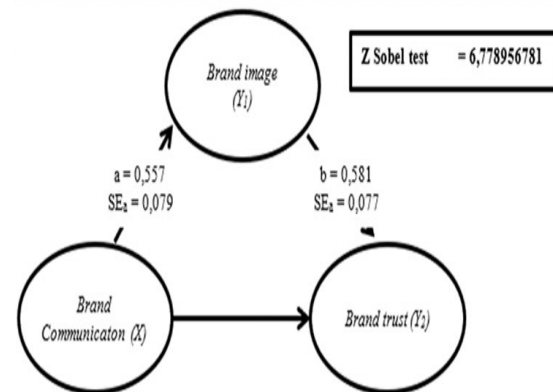 Z Sobel test = 6,778956781
Brand image
(Y1)
a = 0,557
SEa = 0,079
b = 0,581
SEa = 0,077
Brand
Communicaton (X)
Brand trust (Y2)